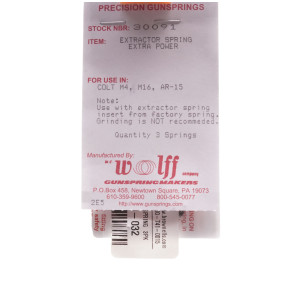 PRECISION GUNSPRINGS
STOCK NBR: 30091
ITEM: EXTRACTOR SPRING
EXTRA POWER
FOR USE IN:
COLT M4, M16, AR-15
Note:
Use with extractor spring
insert from factory spring.
Grinding is NOT recommended.
Quantity 3 Springs
Manufactured By:
W.C.
wolff
GUNSPRINGMAKERS
P.O. BOX 458, Newtown Square, PA 19073
610-359-9600 800-545-0077
http://www.gunsprings.com
2E5